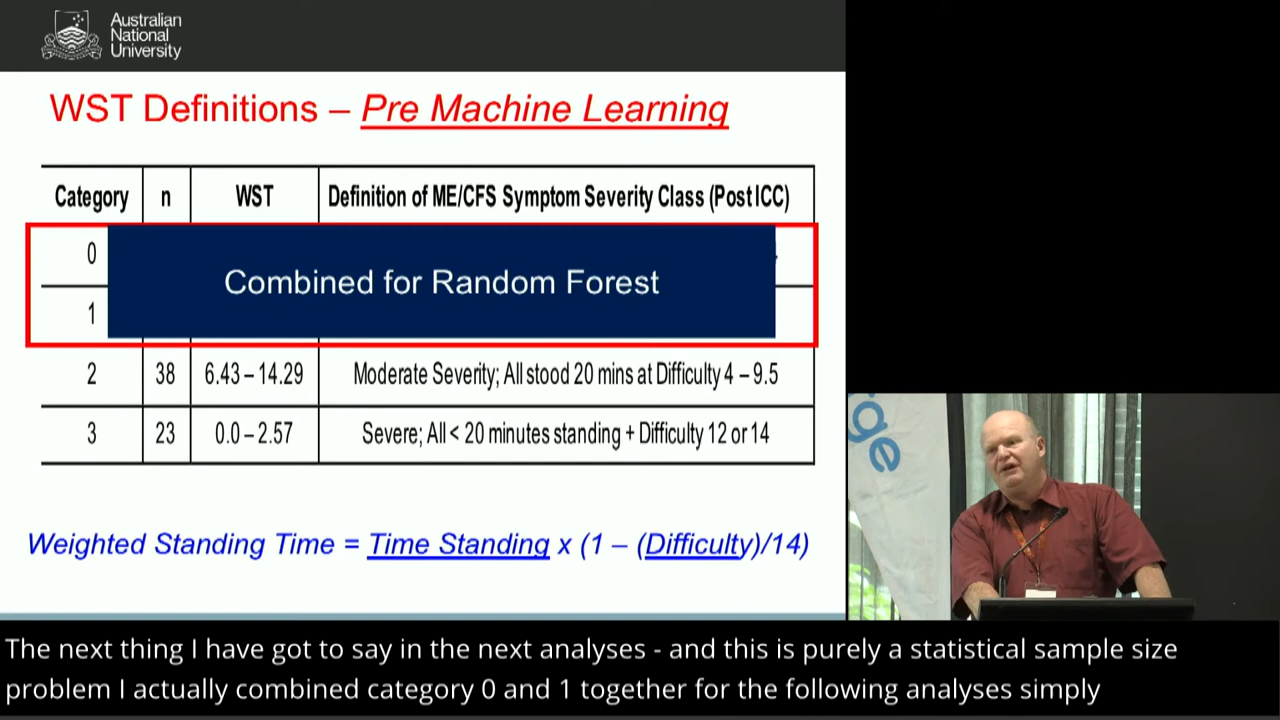 Australian
National
University
WST Definitions – Pre Machine Learning
Category n WST Definition of ME/CFS Symptom Severity Class (Post ICC)
0
Combined for Random Forest
1
2 38 6.43 – 14.29 Moderate Severity; All stood 20 mins at Difficulty 4 – 9.5
3 23 0.0 – 2.57 Severe; All < 20 minutes standing + Difficulty 12 or 14
Weighted Standing Time = Time Standing x (1 – (Difficulty)/14)
The next thing I have got to say in the next analyses - and this is purely a statistical sample size
problem I actually combined category 0 and 1 together for the following analyses simply